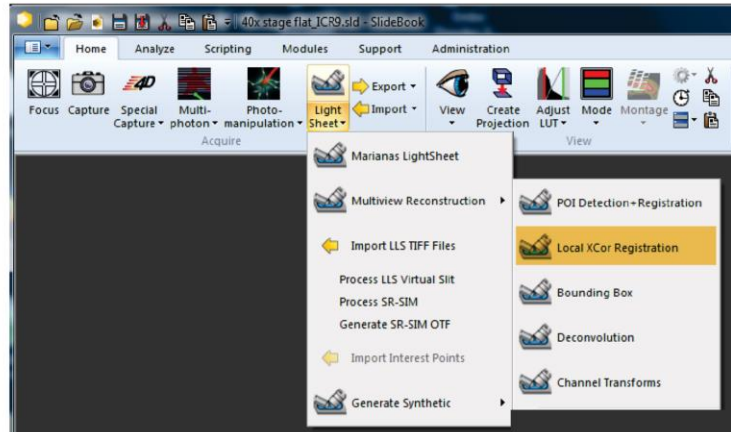 40x stage flat_ICR9.sld - SlideBook
Home Analyze Scripting Modules Support Administration
Focus Capture Special Capture Multi-photon Photo-manipulation Light Sheet Export Import View Create Projection Adjust LUT Mode Montage
4D
Acquire View
Marianas LightSheet
Multiview Reconstruction
Import LLS TIFF Files
Process LLS Virtual Slit
Process SR-SIM
Generate SR-SIM OTF
Import Interest Points
Generate Synthetic
POI Detection+Registration
Local XCor Registration
Bounding Box
Deconvolution
Channel Transforms